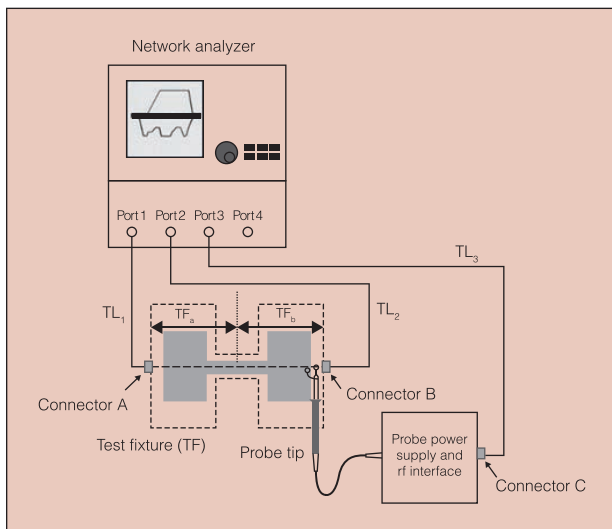 Network analyzer
Port 1 Port 2 Port 3 Port 4
TL3
TL1
TFa
TFb
TL2
Connector A
Connector B
Test fixture (TF)
Probe tip
Probe power
supply and
rf interface
Connector C